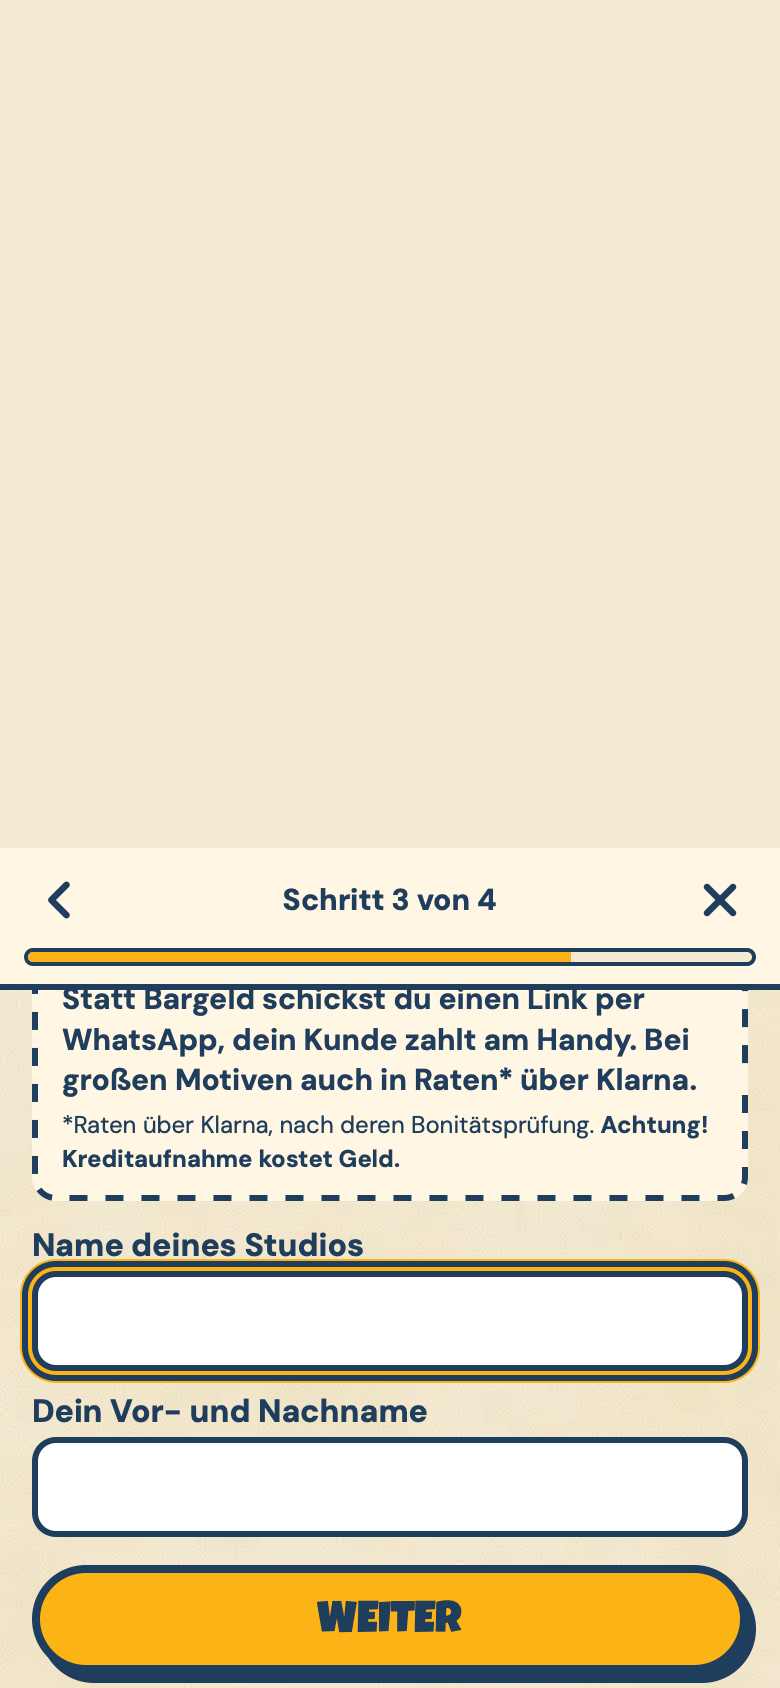 Schritt 3 von 4
Statt Bargeld schickst du einen Link per
WhatsApp, dein Kunde zahlt am Handy. Bei
großen Motiven auch in Raten* über Klarna.
*Raten über Klarna, nach deren Bonitätsprüfung. Achtung!
Kreditaufnahme kostet Geld.
Name deines Studios
Dein Vor- und Nachname
WEITER